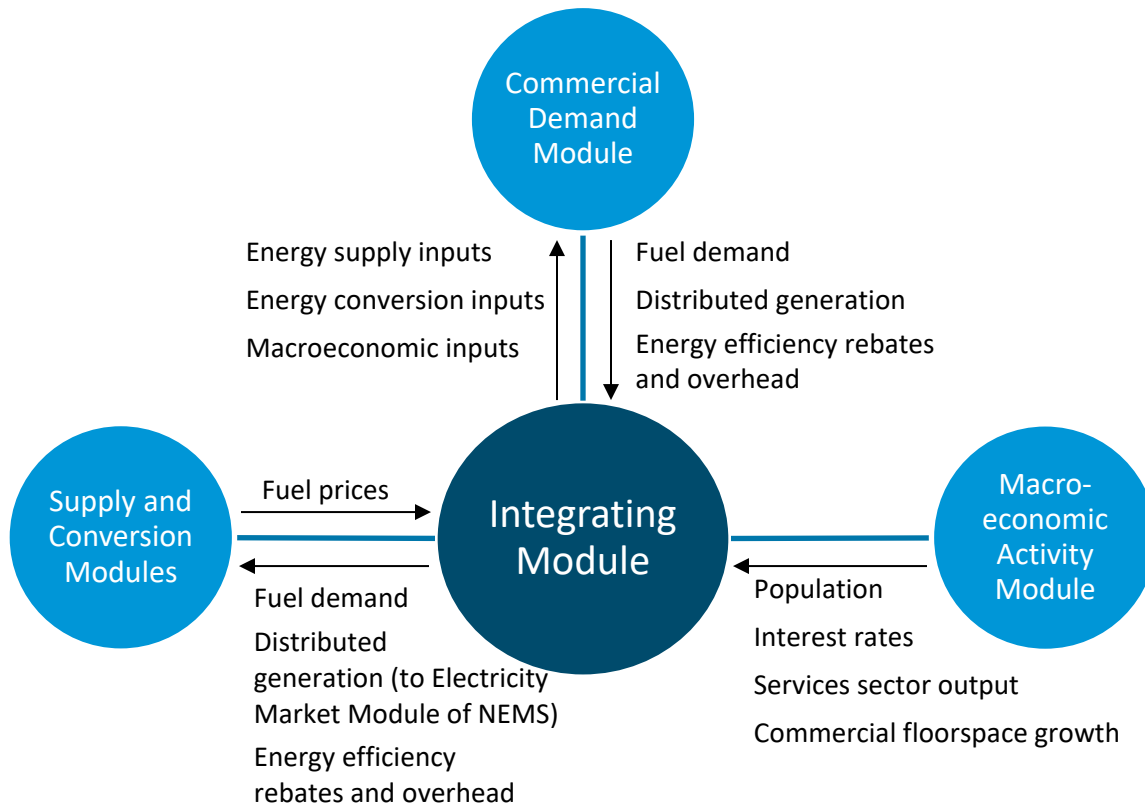 Commercial
Demand
Module
Energy supply inputs
Energy conversion inputs
Macroeconomic inputs
Fuel demand
Distributed generation
Energy efficiency rebates
and overhead
Supply and
Conversion
Modules
Fuel prices
Integrating
Module
Macro-
economic
Activity
Module
Fuel demand
Distributed
generation (to Electricity
Market Module of NEMS)
Energy efficiency
rebates and overhead
Population
Interest rates
Services sector output
Commercial floorspace growth